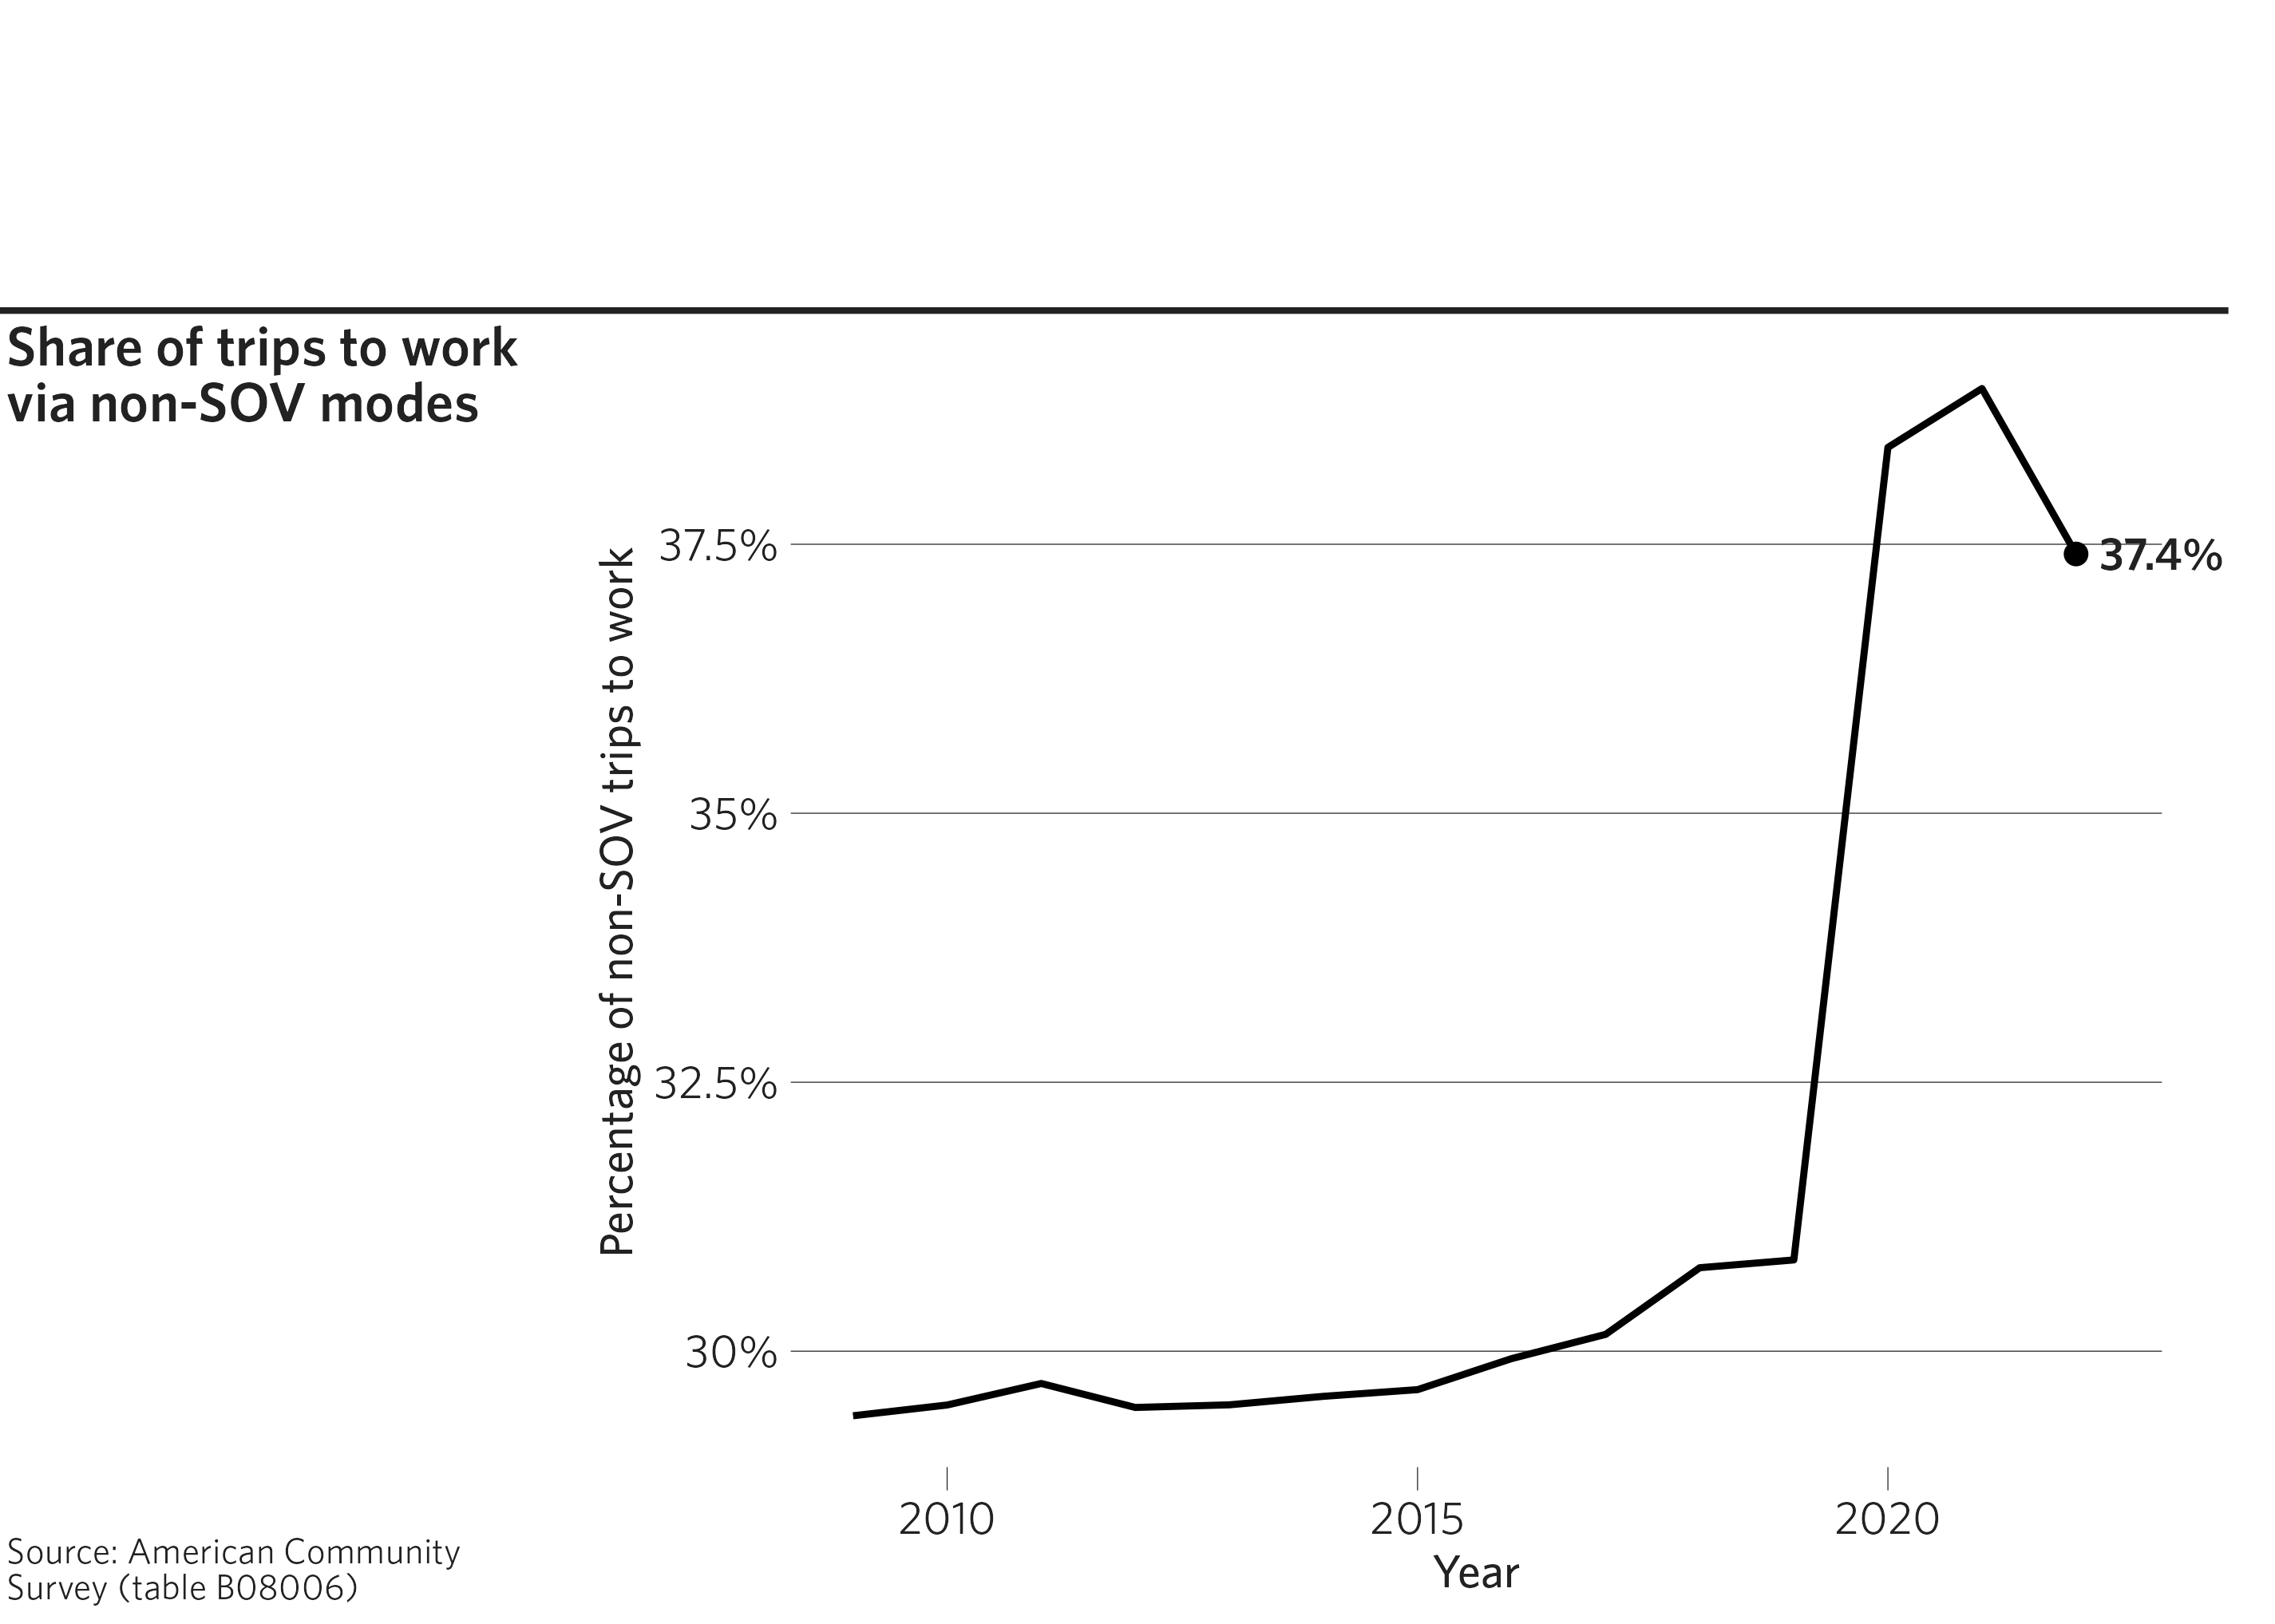 Share of trips to work
via non-SOV modes
Percentage of non-SOV trips to work
37.5%
35%
32.5%
30%
37.4%
2010
2015
2020
Year
Source: American Community
Survey (table B08006)